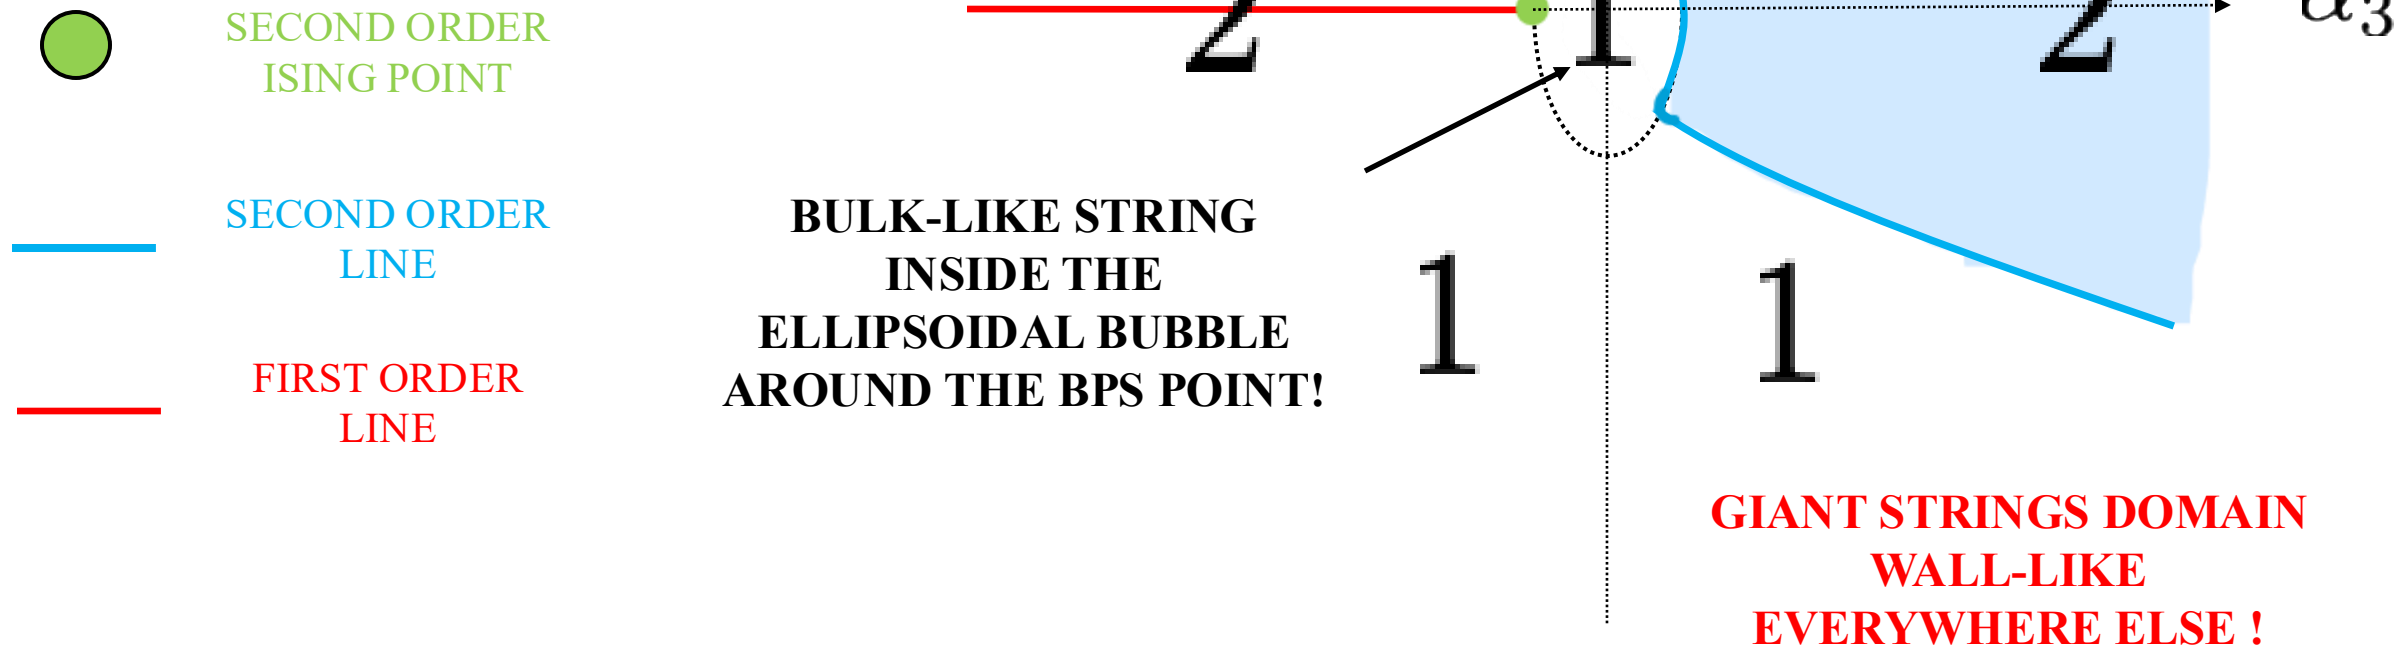 SECOND ORDER
ISING POINT
SECOND ORDER
LINE
FIRST ORDER
LINE
2
1
2
α3
BULK-LIKE STRING
INSIDE THE
ELLIPSOIDAL BUBBLE
AROUND THE BPS POINT!
1
1
GIANT STRINGS DOMAIN
WALL-LIKE
EVERYWHERE ELSE !